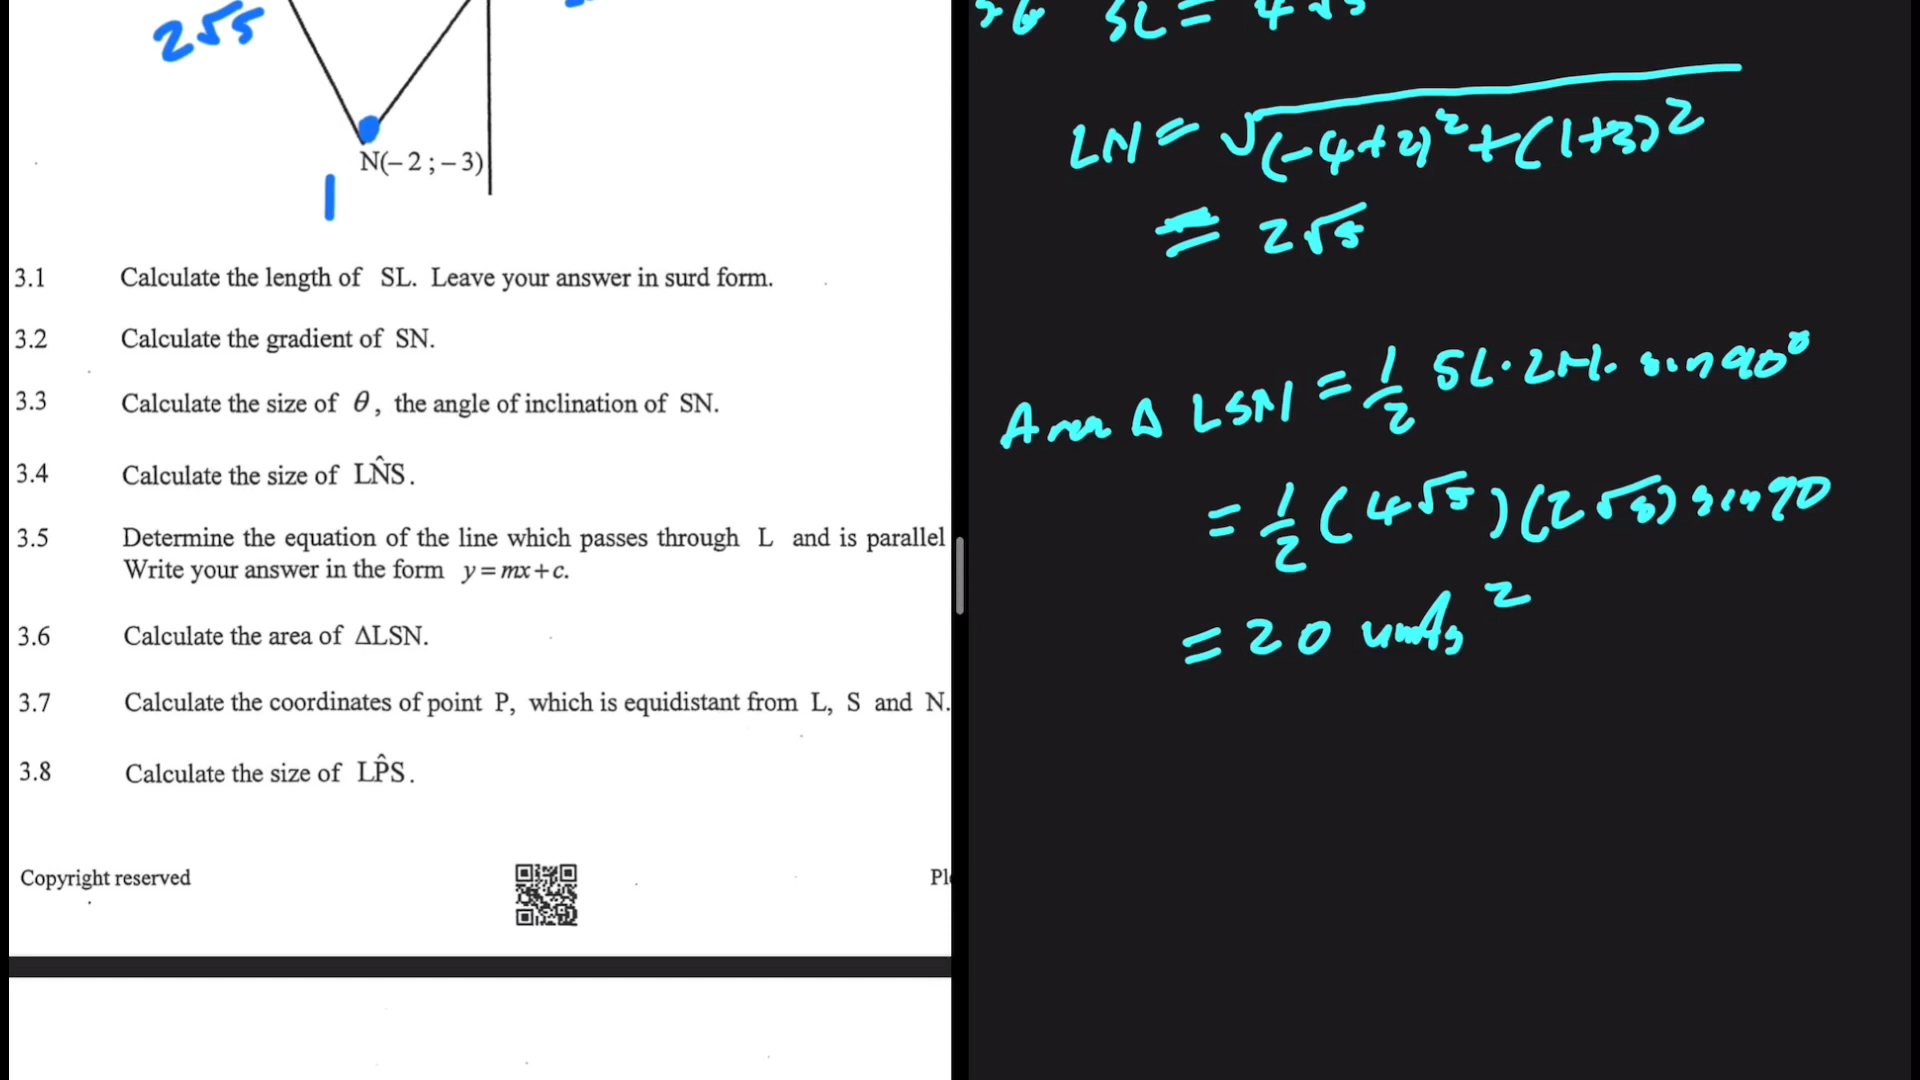 2√5
N(− 2 ; − 3)
3.1 Calculate the length of SL. Leave your answer in surd form.
3.2 Calculate the gradient of SN.
3.3 Calculate the size of θ, the angle of inclination of SN.
3.4 Calculate the size of LN̂S.
3.5 Determine the equation of the line which passes through L and is parallel
Write your answer in the form y = mx + c.
3.6 Calculate the area of ΔLSN.
3.7 Calculate the coordinates of point P, which is equidistant from L, S and N.
3.8 Calculate the size of LP̂S.
Copyright reserved
SL = 4√5
LN = √(-4+2)²+(1+3)²
= 2√5
Area Δ LSN = 1/2 SL·LN. sin90°
= 1/2 (4√5)(2√5) sin90
= 20 units²